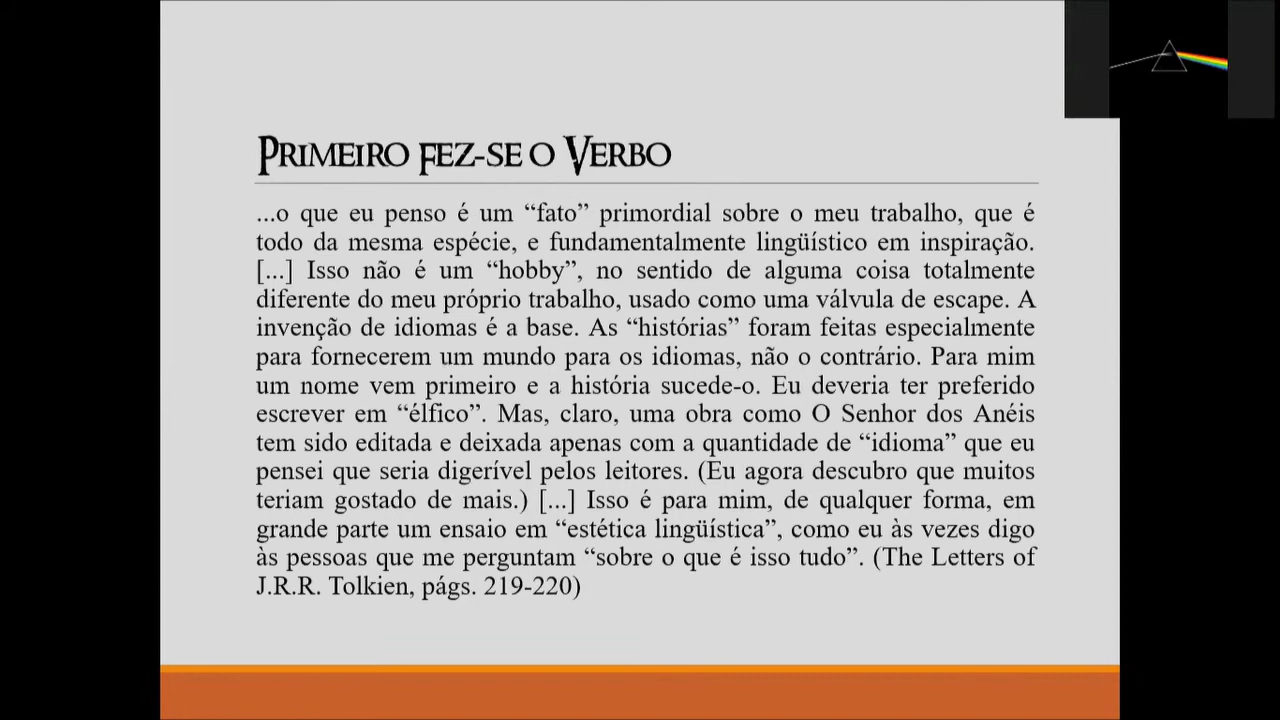 Primeiro fez-se o Verbo
...o que eu penso é um “fato” primordial sobre o meu trabalho, que é
todo da mesma espécie, e fundamentalmente lingüístico em inspiração.
[...] Isso não é um “hobby”, no sentido de alguma coisa totalmente
diferente do meu próprio trabalho, usado como uma válvula de escape. A
invenção de idiomas é a base. As “histórias” foram feitas especialmente
para fornecerem um mundo para os idiomas, não o contrário. Para mim
um nome vem primeiro e a história sucede-o. Eu deveria ter preferido
escrever em “élfico”. Mas, claro, uma obra como O Senhor dos Anéis
tem sido editada e deixada apenas com a quantidade de “idioma” que eu
pensei que seria digerível pelos leitores. (Eu agora descubro que muitos
teriam gostado de mais.) [...] Isso é para mim, de qualquer forma, em
grande parte um ensaio em “estética lingüística”, como eu às vezes digo
às pessoas que me perguntam “sobre o que é isso tudo”. (The Letters of
J.R.R. Tolkien, págs. 219-220)